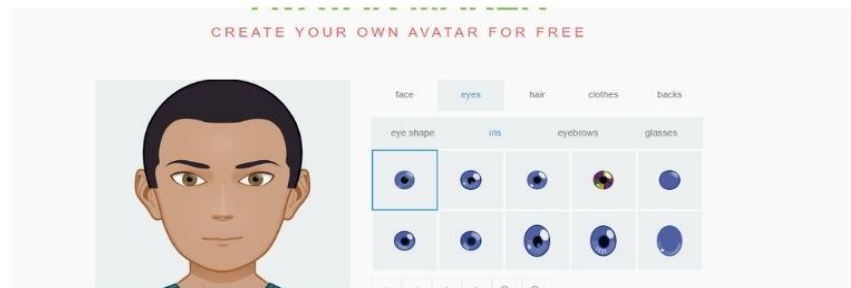 CREATE YOUR OWN AVATAR FOR FREE
face eyes hair clothes backs
eye shape iris eyebrows glasses